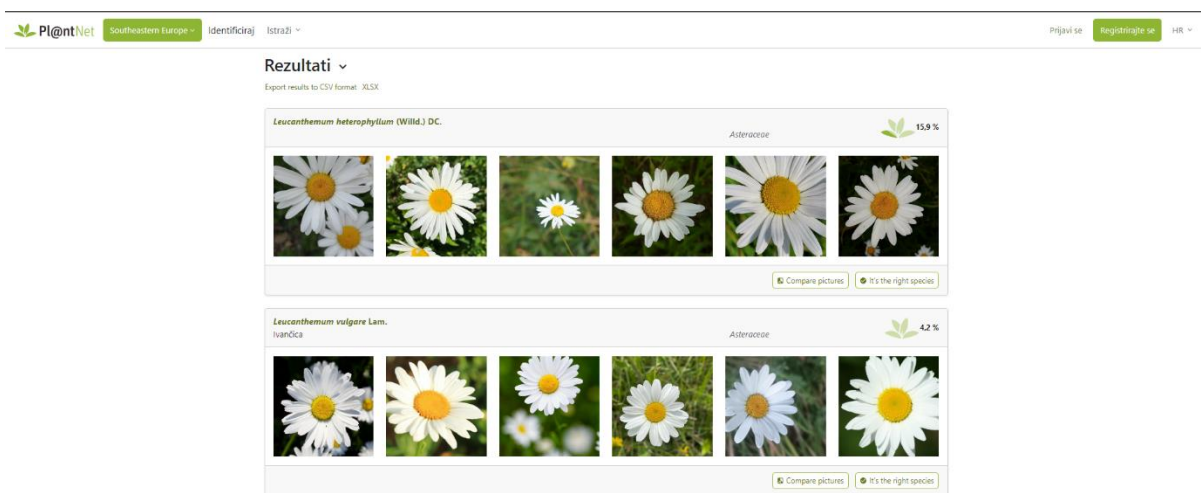 Pl@ntNet Southeastern Europe Identificiraj Istraži Prijavi se Registrirajte se HR
Rezultati
Export results to CSV format XLSX
Leucanthemum heterophyllum (Willd.) DC.
Asteraceae 15,9 %
Compare pictures It's the right species
Leucanthemum vulgare Lam.
Ivančica Asteraceae 4,2 %
Compare pictures It's the right species